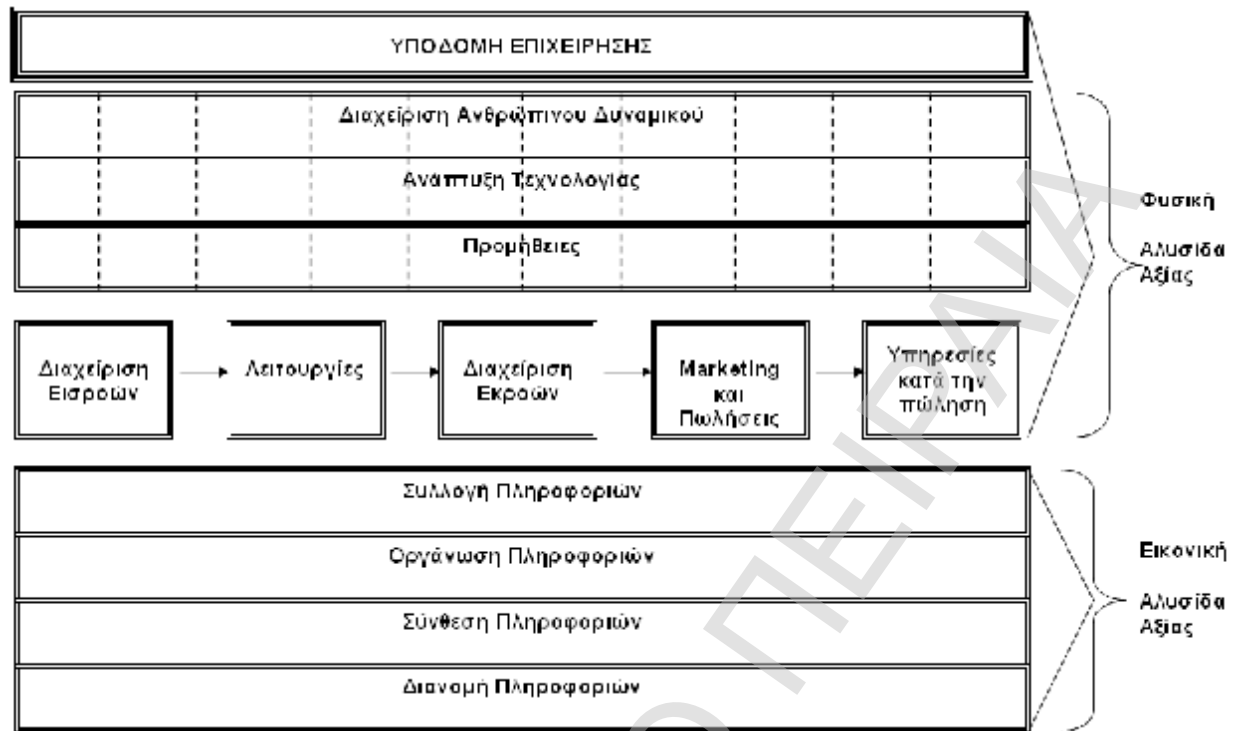 ΥΠΟΔΟΜΗ ΕΠΙΧΕΙΡΗΣΗΣ
Διαχείριση Ανθρώπινου Δυναμικού
Ανάπτυξη Τεχνολογίας
Προμήθειες
Φυσική
Αλυσίδα
Αξίας
Διαχείριση
Εισροών
Λειτουργίες
Διαχείριση
Εκροών
Marketing
και
Πωλήσεις
Υπηρεσίες
κατά την
πώληση
Συλλογή Πληροφοριών
Οργάνωση Πληροφοριών
Σύνθεση Πληροφοριών
Διανομή Πληροφοριών
Εικονική
Αλυσίδα
Αξίας
ΠΕΙΡΑΙΑ